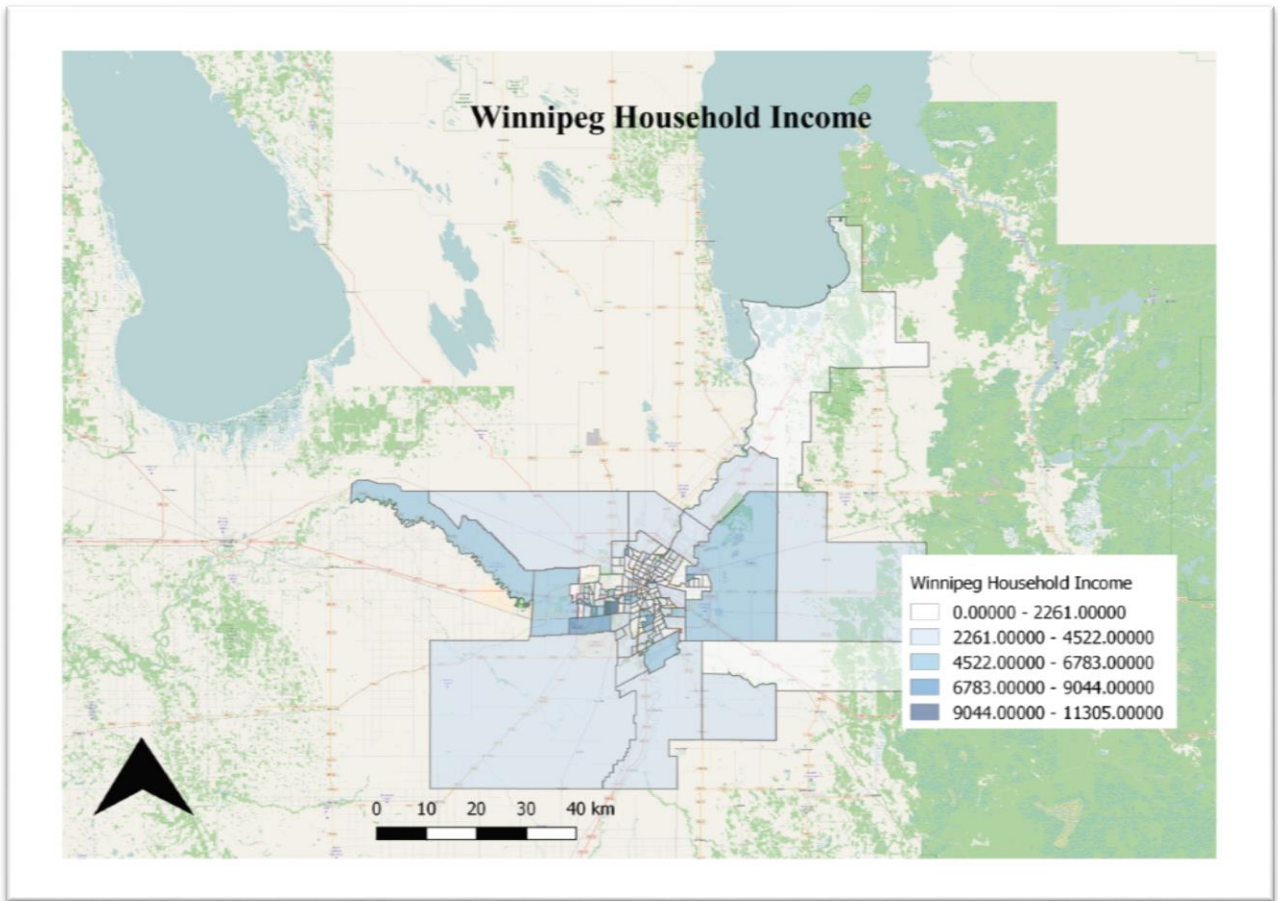 Winnipeg Household Income
Winnipeg Household Income
0.00000 - 2261.00000
2261.00000 - 4522.00000
4522.00000 - 6783.00000
6783.00000 - 9044.00000
9044.00000 - 11305.00000
0 10 20 30 40 km